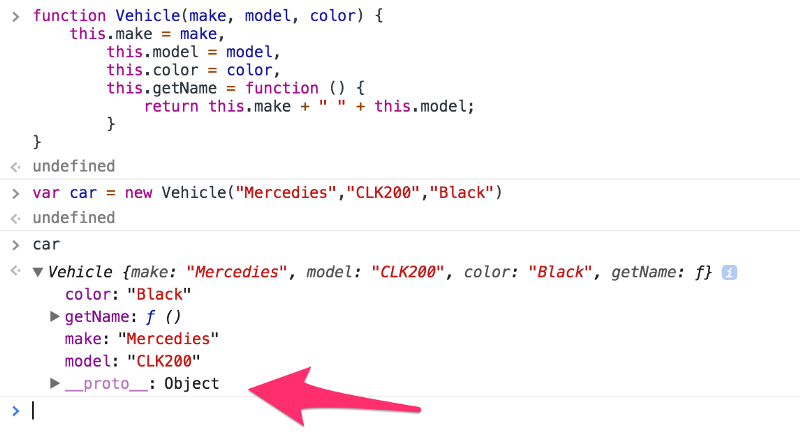 function Vehicle(make, model, color) {
this.make = make,
this.model = model,
this.color = color,
this.getName = function () {
return this.make + " " + this.model;
}
}
undefined
var car = new Vehicle("Mercedies","CLK200","Black")
undefined
car
Vehicle {make: "Mercedies", model: "CLK200", color: "Black", getName: ƒ} i
color: "Black"
getName: ƒ ()
make: "Mercedies"
model: "CLK200"
__proto__: Object